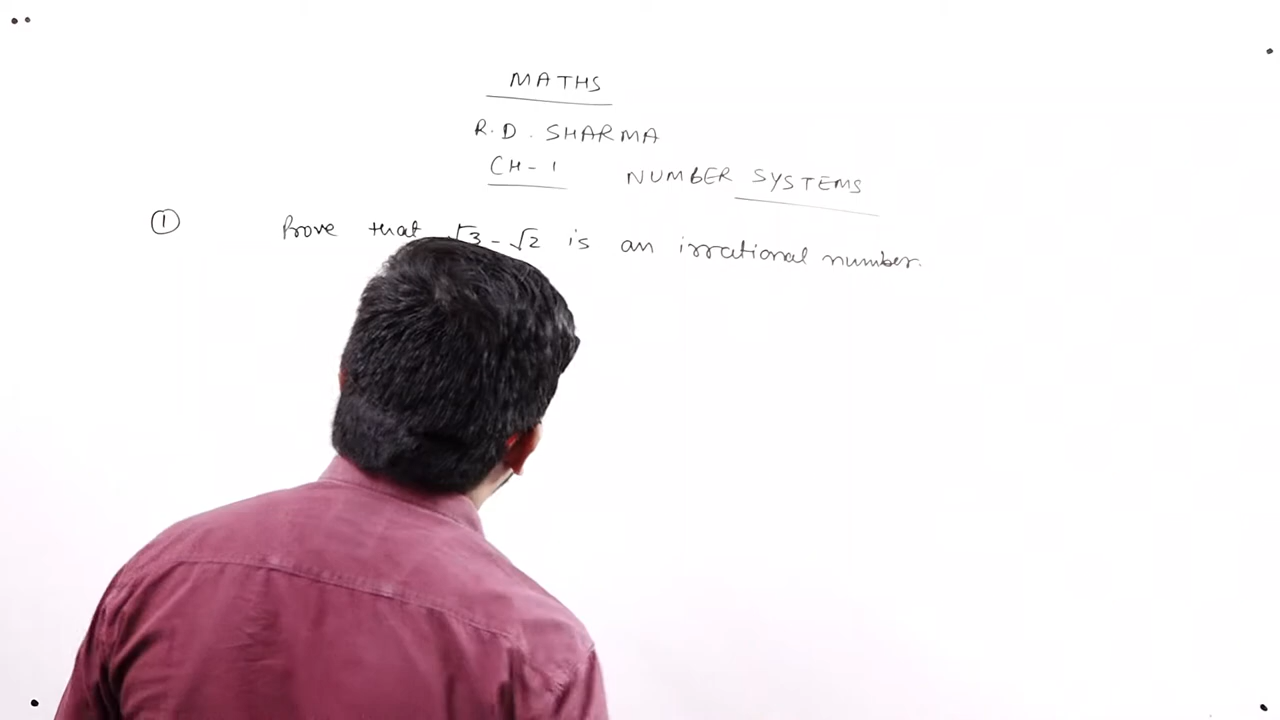 MATHS
R.D. SHARMA
CH-1 NUMBER SYSTEMS
① Prove that √3 - √2 is an irrational number.